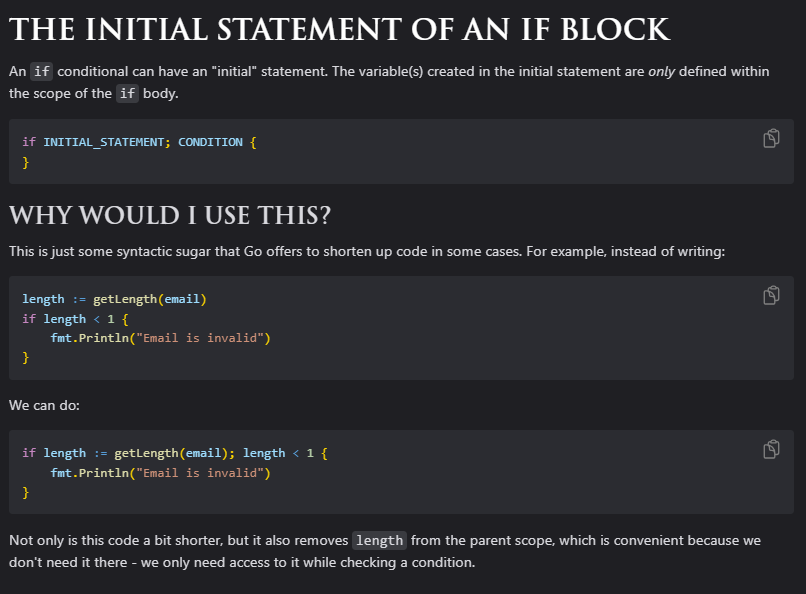 THE INITIAL STATEMENT OF AN IF BLOCK
An if conditional can have an "initial" statement. The variable(s) created in the initial statement are only defined within
the scope of the if body.
if INITIAL_STATEMENT; CONDITION {
}
WHY WOULD I USE THIS?
This is just some syntactic sugar that Go offers to shorten up code in some cases. For example, instead of writing:
length := getLength(email)
if length < 1 {
    fmt.Println("Email is invalid")
}
We can do:
if length := getLength(email); length < 1 {
    fmt.Println("Email is invalid")
}
Not only is this code a bit shorter, but it also removes length from the parent scope, which is convenient because we
don't need it there - we only need access to it while checking a condition.